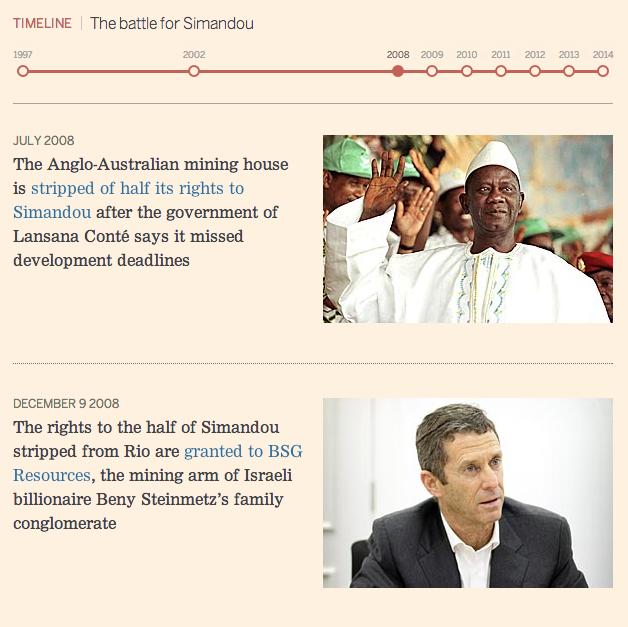 TIMELINE | The battle for Simandou
1997 2002 2008 2009 2010 2011 2012 2013 2014
JULY 2008
The Anglo-Australian mining house
is stripped of half its rights to
Simandou after the government of
Lansana Conté says it missed
development deadlines
DECEMBER 9 2008
The rights to the half of Simandou
stripped from Rio are granted to BSG
Resources, the mining arm of Israeli
billionaire Beny Steinmetz’s family
conglomerate